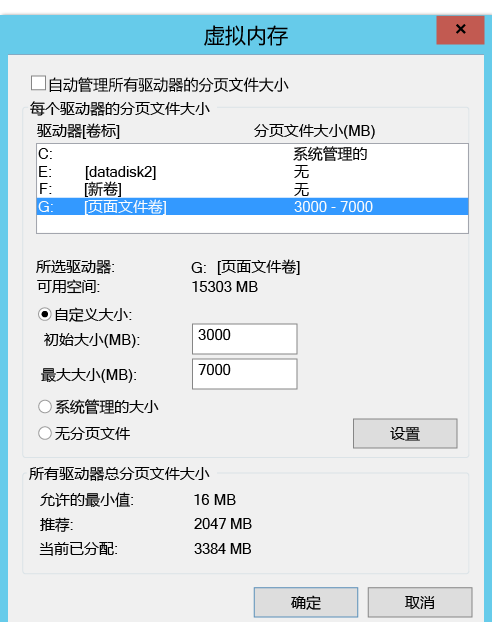 虚拟内存
×
自动管理所有驱动器的分页文件大小
每个驱动器的分页文件大小
驱动器[卷标] 分页文件大小(MB)
C: 系统管理的
E: [datadisk2] 无
F: [新卷] 无
G: [页面文件卷] 3000 - 7000
所选驱动器: G: [页面文件卷]
可用空间: 15303 MB
自定义大小:
初始大小(MB): 3000
最大大小(MB): 7000
系统管理的大小
无分页文件 设置
所有驱动器总分页文件大小
允许的最小值: 16 MB
推荐: 2047 MB
当前已分配: 3384 MB
确定 取消